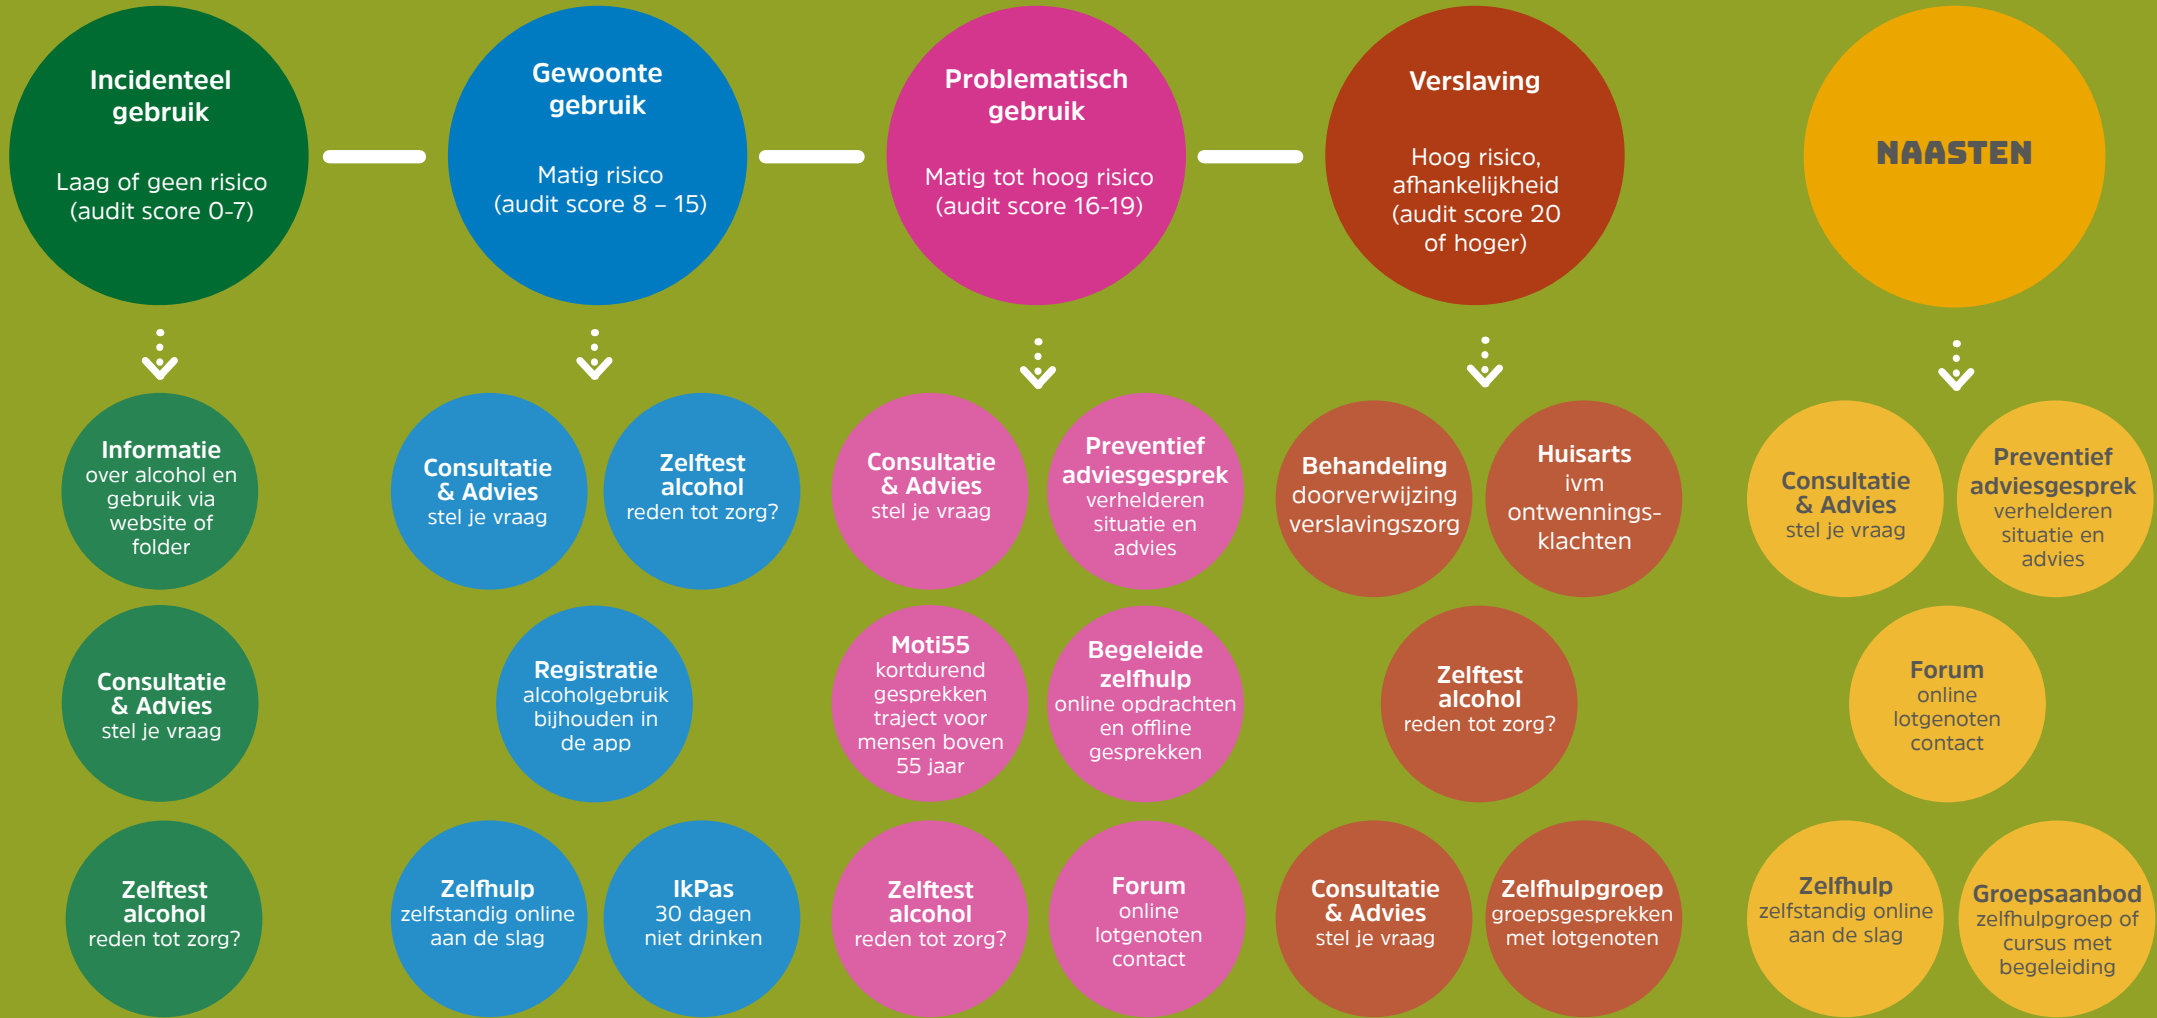 Incidenteel
gebruik
Laag of geen risico
(audit score 0-7)
Gewoonte
gebruik
Matig risico
(audit score 8 – 15)
Problematisch
gebruik
Matig tot hoog risico
(audit score 16-19)
Verslaving
Hoog risico,
afhankelijkheid
(audit score 20
of hoger)
NAASTEN
Informatie
over alcohol en
gebruik via
website of
folder
Consultatie
& Advies
stel je vraag
Zelftest
alcohol
reden tot zorg?
Consultatie
& Advies
stel je vraag
Zelftest
alcohol
reden tot zorg?
Registratie
alcoholgebruik
bijhouden in
de app
Zelfhulp
zelfstandig online
aan de slag
IkPas
30 dagen
niet drinken
Consultatie
& Advies
stel je vraag
Preventief
adviesgesprek
verhelderen
situatie en
advies
Moti55
kortdurend
gesprekken
traject voor
mensen boven
55 jaar
Begeleide
zelfhulp
online opdrachten
en offline
gesprekken
Zelftest
alcohol
reden tot zorg?
Forum
online
lotgenoten
contact
Behandeling
doorverwijzing
verslavingszorg
Huisarts
ivm
ontwennings-
klachten
Zelftest
alcohol
reden tot zorg?
Consultatie
& Advies
stel je vraag
Zelfhulpgroep
groepsgesprekken
met lotgenoten
Consultatie
& Advies
stel je vraag
Preventief
adviesgesprek
verhelderen
situatie en
advies
Forum
online
lotgenoten
contact
Zelfhulp
zelfstandig online
aan de slag
Groepsaanbod
zelfhulpgroep of
cursus met
begeleiding